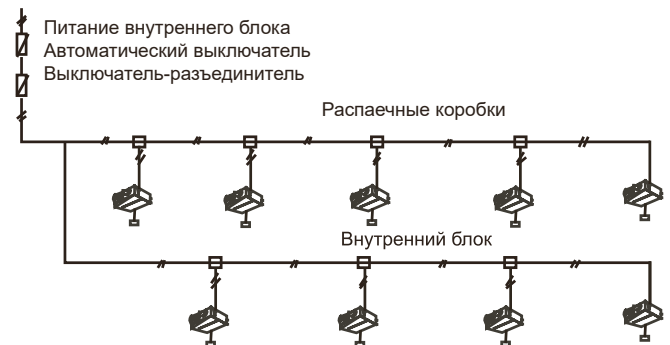 Питание внутреннего блока
Автоматический выключатель
Выключатель-разъединитель
Распаечные коробки
Внутренний блок